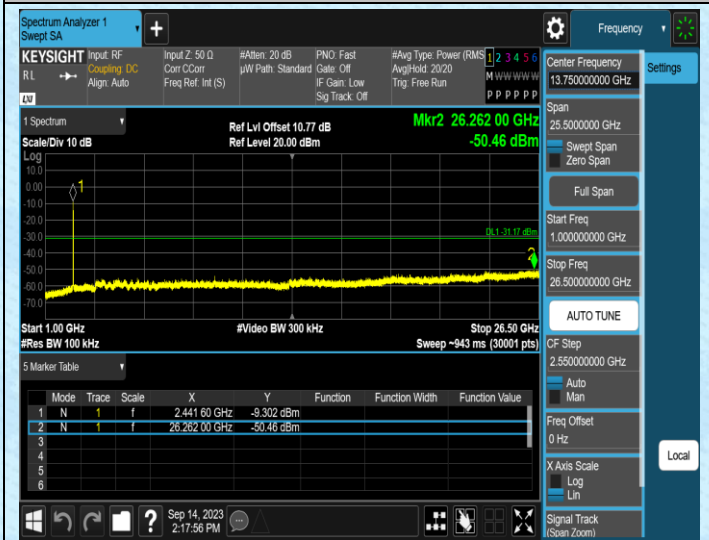 Spectrum Analyzer 1
Swept SA
+
Frequency
KEYSIGHT
RL
LXI
Input: RF
Coupling: DC
Align: Auto
Input Z: 50 Ω
Corr CCorr
Freq Ref: Int (S)
#Atten: 20 dB
µW Path: Standard
PNO: Fast
Gate: Off
IF Gain: Low
Sig Track: Off
#Avg Type: Power (RMS
Avg|Hold: 20/20
Trig: Free Run
1 2 3 4 5 6
M W W W W W
P P P P P P
1 Spectrum
Scale/Div 10 dB
Ref Lvl Offset 10.77 dB
Ref Level 20.00 dBm
Mkr2 26.262 00 GHz
-50.46 dBm
Log
10.0
0.00
-10.0
-20.0
-30.0
-40.0
-50.0
-60.0
-70.0
1
DL1 -31.17 dBm
2
Start 1.00 GHz
#Res BW 100 kHz
#Video BW 300 kHz
Stop 26.50 GHz
Sweep ~943 ms (30001 pts)
5 Marker Table
Mode Trace Scale X Y Function Function Width Function Value
1 N 1 f 2.441 60 GHz -9.302 dBm
2 N 1 f 26.262 00 GHz -50.46 dBm
3
4
5
6
?
Sep 14, 2023
2:17:56 PM
Center Frequency
13.750000000 GHz
Span
25.5000000 GHz
Swept Span
Zero Span
Full Span
Start Freq
1.000000000 GHz
Stop Freq
26.500000000 GHz
AUTO TUNE
CF Step
2.550000000 GHz
Auto
Man
Freq Offset
0 Hz
X Axis Scale
Log
Lin
Signal Track
(Span Zoom)
Settings
Local